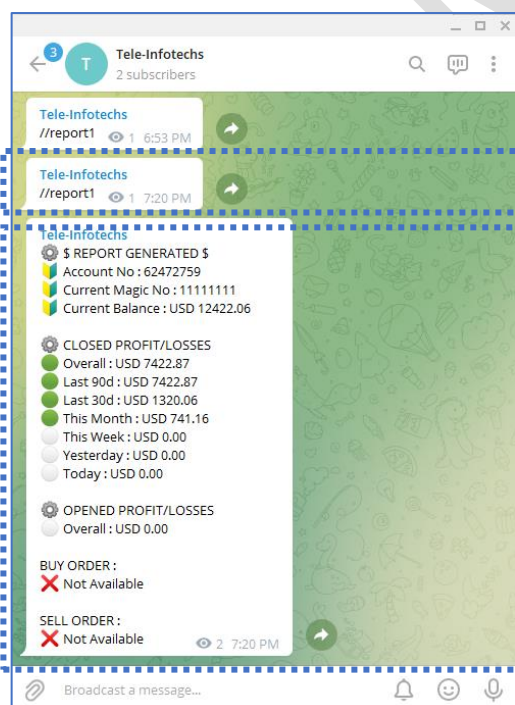 3
T
Tele-Infotechs
2 subscribers
Tele-Infotechs
//report1 1 6:53 PM
Tele-Infotechs
//report1 1 7:20 PM
Tele-Infotechs
$ REPORT GENERATED $
Account No : 62472759
Current Magic No : 11111111
Current Balance : USD 12422.06
CLOSED PROFIT/LOSSES
Overall : USD 7422.87
Last 90d : USD 7422.87
Last 30d : USD 1320.06
This Month : USD 741.16
This Week : USD 0.00
Yesterday : USD 0.00
Today : USD 0.00
OPENED PROFIT/LOSSES
Overall : USD 0.00
BUY ORDER :
Not Available
SELL ORDER :
Not Available 2 7:20 PM
Broadcast a message...